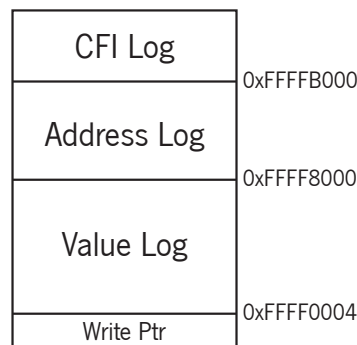 CFI Log
0xFFFFB000
Address Log
0xFFFF8000
Value Log
0xFFFF0004
Write Ptr